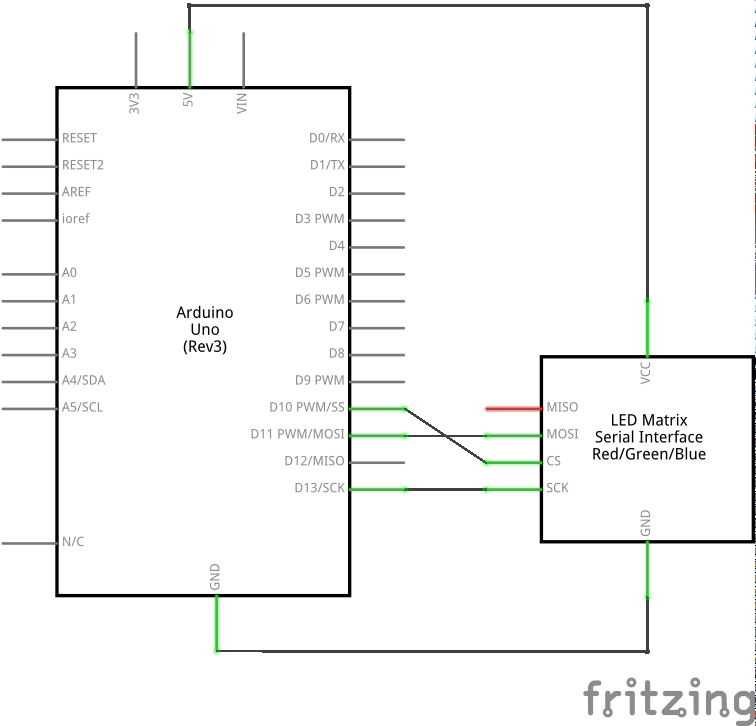 3V3
5V
VIN
RESET
RESET2
AREF
ioref
A0
A1
A2
A3
A4/SDA
A5/SCL
N/C
Arduino
Uno
(Rev3)
D0/RX
D1/TX
D2
D3 PWM
D4
D5 PWM
D6 PWM
D7
D8
D9 PWM
D10 PWM/SS
D11 PWM/MOSI
D12/MISO
D13/SCK
GND
VCC
MISO
MOSI
CS
SCK
LED Matrix
Serial Interface
Red/Green/Blue
GND
fritzing